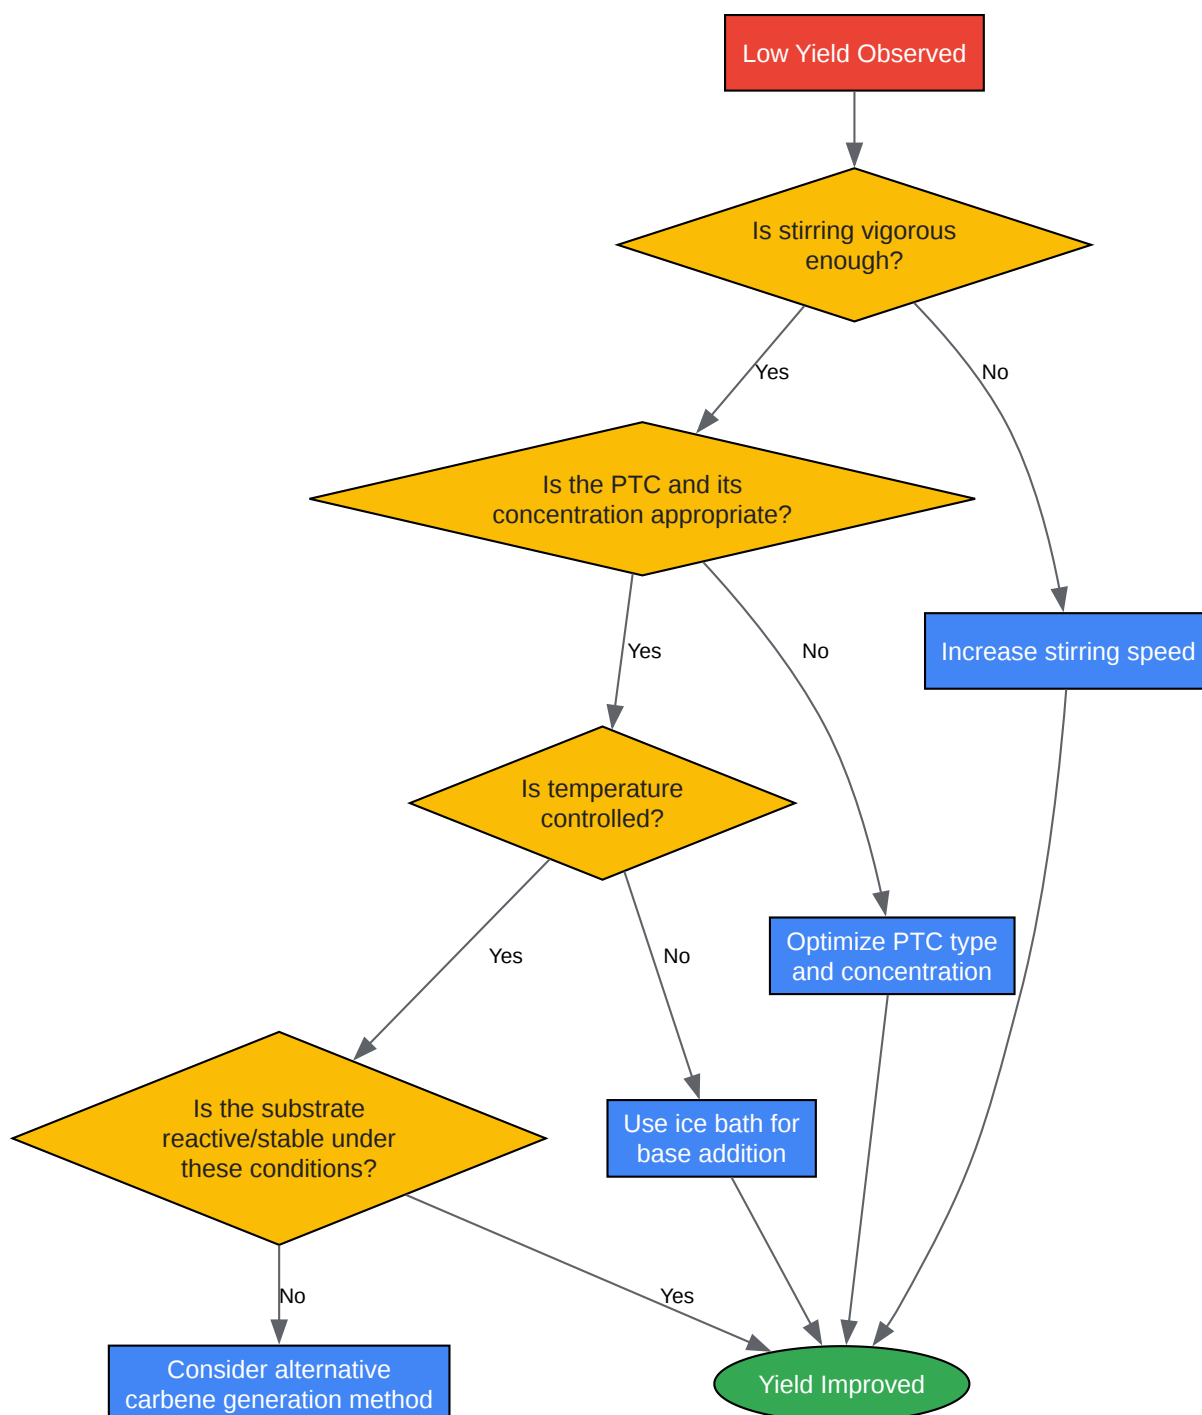 Low Yield Observed
Is stirring vigorous
enough?
Yes
No
Is the PTC and its
concentration appropriate?
Yes
No
Increase stirring speed
Is temperature
controlled?
Yes
No
Optimize PTC type
and concentration
Is the substrate
reactive/stable under
these conditions?
Use ice bath for
base addition
No
Yes
Consider alternative
carbene generation method
Yield Improved